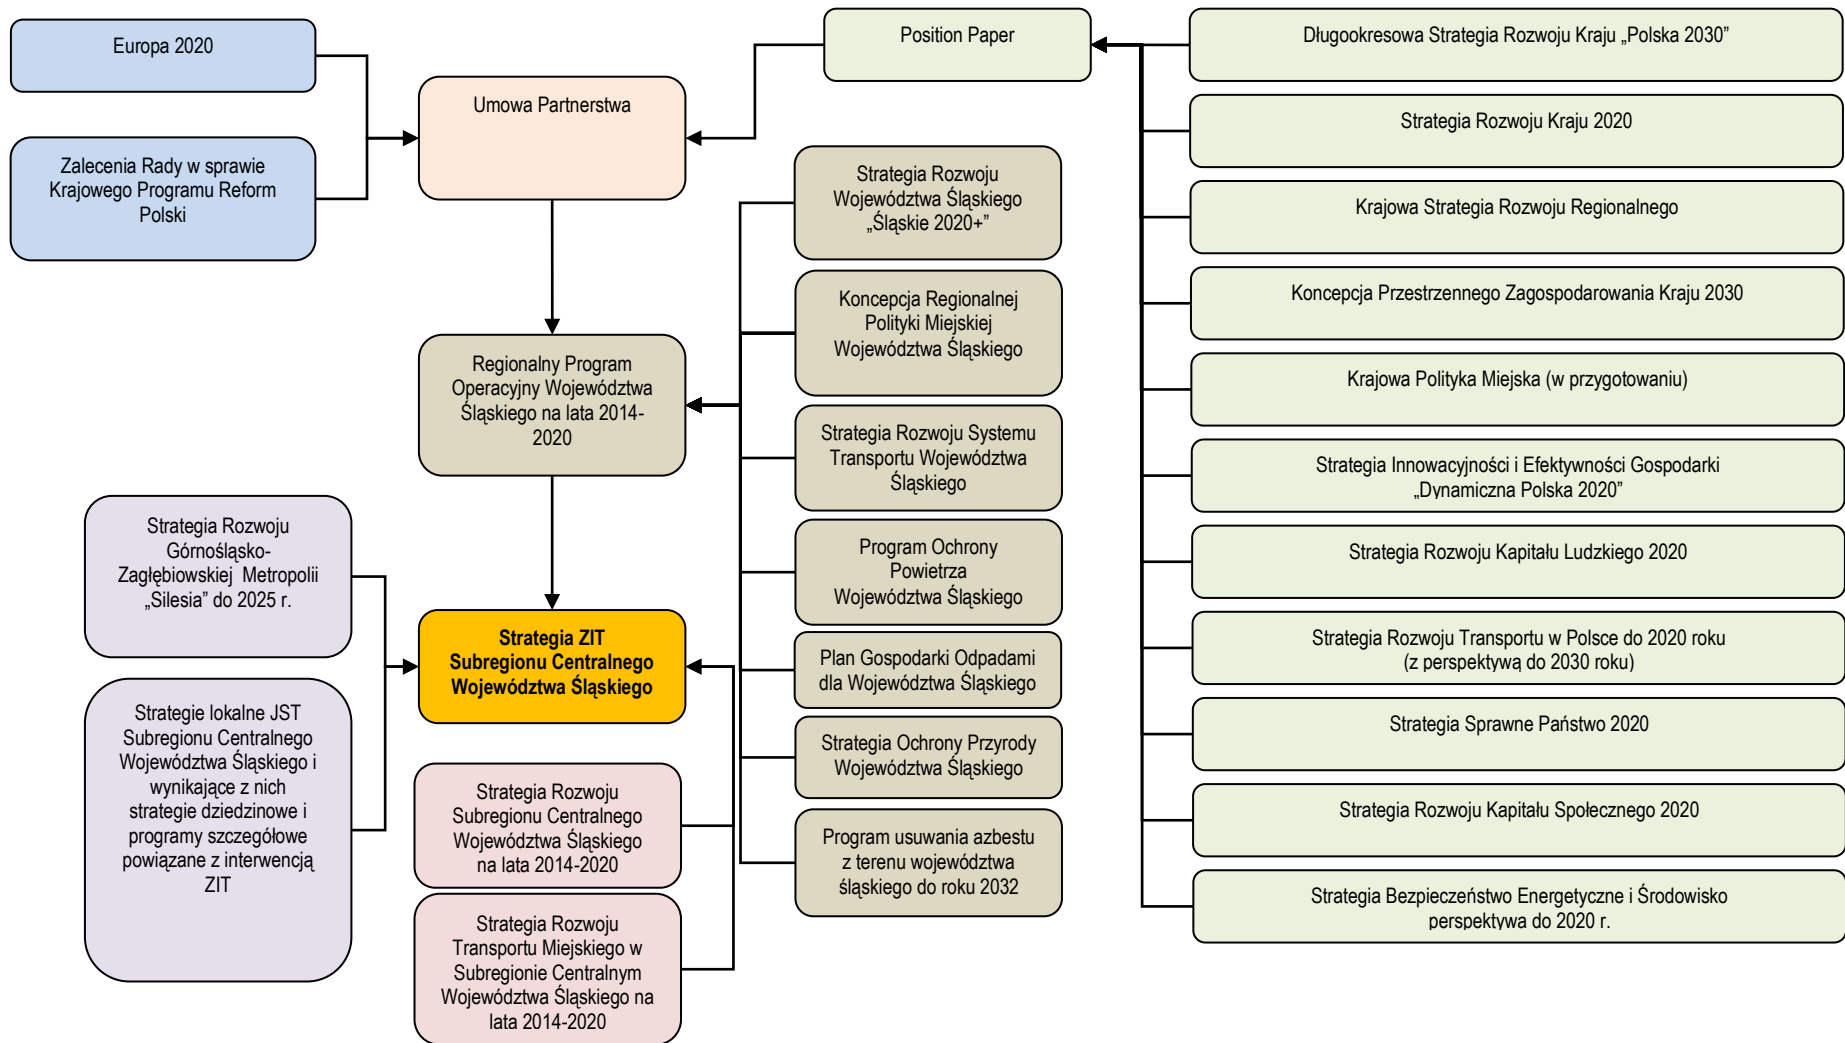 Europa 2020
Zalecenia Rady w sprawie
Krajowego Programu Reform
Polski
Umowa Partnerstwa
Position Paper
Regionalny Program
Operacyjny Województwa
Śląskiego na lata 2014-
2020
Strategia Rozwoju
Górnośląsko-
Zagłębiowskiej Metropolii
„Silesia” do 2025 r.
Strategie lokalne JST
Subregionu Centralnego
Województwa Śląskiego i
wynikające z nich
strategie dziedzinowe i
programy szczegółowe
powiązane z interwencją
ZIT
Strategia ZIT
Subregionu Centralnego
Województwa Śląskiego
Strategia Rozwoju
Subregionu Centralnego
Województwa Śląskiego
na lata 2014-2020
Strategia Rozwoju
Transportu Miejskiego w
Subregionie Centralnym
Województwa Śląskiego na
lata 2014-2020
Strategia Rozwoju
Województwa Śląskiego
„Śląskie 2020+”
Koncepcja Regionalnej
Polityki Miejskiej
Województwa Śląskiego
Strategia Rozwoju Systemu
Transportu Województwa
Śląskiego
Program Ochrony
Powietrza
Województwa Śląskiego
Plan Gospodarki Odpadami
dla Województwa Śląskiego
Strategia Ochrony Przyrody
Województwa Śląskiego
Program usuwania azbestu
z terenu województwa
śląskiego do roku 2032
Długookresowa Strategia Rozwoju Kraju „Polska 2030”
Strategia Rozwoju Kraju 2020
Krajowa Strategia Rozwoju Regionalnego
Koncepcja Przestrzennego Zagospodarowania Kraju 2030
Krajowa Polityka Miejska (w przygotowaniu)
Strategia Innowacyjności i Efektywności Gospodarki
„Dynamiczna Polska 2020”
Strategia Rozwoju Kapitału Ludzkiego 2020
Strategia Rozwoju Transportu w Polsce do 2020 roku
(z perspektywą do 2030 roku)
Strategia Sprawne Państwo 2020
Strategia Rozwoju Kapitału Społecznego 2020
Strategia Bezpieczeństwo Energetyczne i Środowisko
perspektywa do 2020 r.